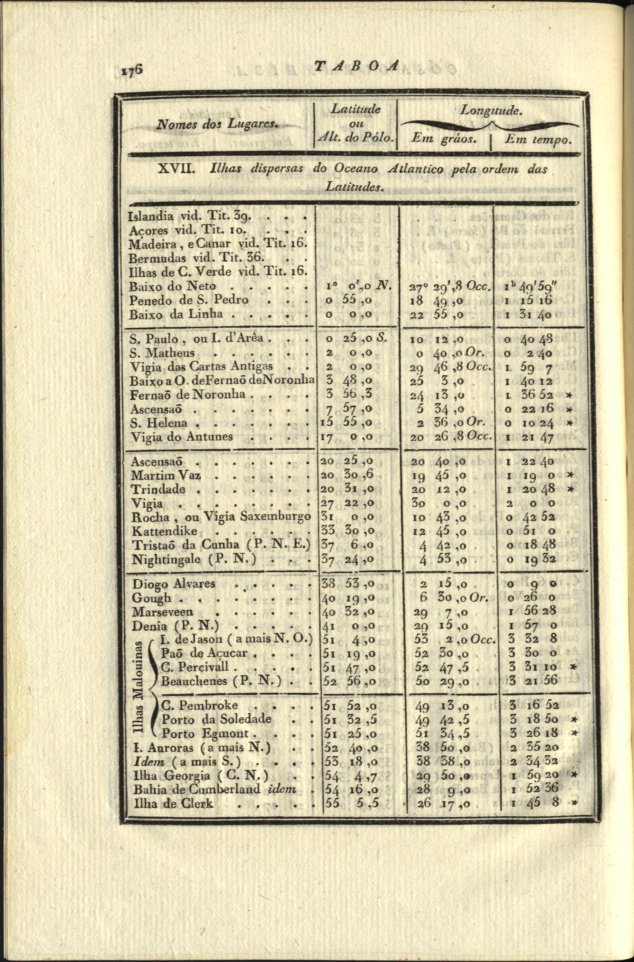 176
TABOA
Nomes dos Lugares. | Latitude ou Alt. do Pólo. | Longitude. Em gráos. | Em tempo.
XVII. Ilhas dispersas do Oceano Atlantico pela ordem das
Latitudes.
Islandia vid. Tit. 39. . . .
Açores vid. Tit. 10. . . .
Madeira, e Canar vid. Tit. 16.
Bermudas vid. Tit. 36. . .
Ilhas de C. Verde vid. Tit. 16.
Baixo do Neto . . . . . 1° 0',0 N. 27° 29',8 Occ. 1h 49' 59"
Penedo de S. Pedro . . . 0 55 ,0 18 49 ,0 1 15 16
Baixo da Linha . . . . . 0 0 ,0 22 55 ,0 1 31 40
S. Paulo, ou I. d'Arêa . . . 0 25 ,0 S. 10 12 ,0 0 40 48
S. Matheus . . . . . . 2 0 ,0 0 40 ,0 Or. 0 2 40
Vigia das Cartas Antigas . . 2 0 ,0 29 46 ,8 Occ. 1 59 7
Baixo a O. de Fernaõ de Noronha 3 48 ,0 25 3 ,0 1 40 12
Fernaõ de Noronha . . . . 3 56 ,3 24 13 ,0 1 36 52 *
Ascensaõ . . . . . . . 7 57 ,0 5 34 ,0 0 22 16 *
S. Helena . . . . . . . 15 55 ,0 2 36 ,0 Or. 0 10 24 *
Vigia do Antunes . . . . 17 0 ,0 20 26 ,8 Occ. 1 21 47
Ascensaõ . . . . . . . 20 25 ,0 20 40 ,0 1 22 40
Martim Vaz . . . . . . 20 30 ,6 19 45 ,0 1 19 0 *
Trindade . . . . . . . 20 31 ,0 20 12 ,0 1 20 48 *
Vigia . . . . . . . . 27 22 ,0 30 0 ,0 2 0 0
Rocha, ou Vigia Saxemburgo 31 0 ,0 10 43 ,0 0 42 52
Kattendike . . . . . . 33 30 ,0 12 45 ,0 0 51 0
Tristaõ da Cunha (P. N. E.) 37 6 ,0 4 42 ,0 0 18 48
Nightingale (P. N.) . . . 37 24 ,0 4 53 ,0 0 19 32
Diogo Alvares . . . . . 38 53 ,0 2 15 ,0 0 9 0
Gough . . . . . . . . 40 19 ,0 6 30 ,0 Or. 0 26 0
Marseveen . . . . . . 40 32 ,0 29 7 ,0 1 56 28
Denia (P. N.) . . . . . 41 0 ,0 29 15 ,0 1 57 0
Ilhas Malouinas
I. de Jason (a mais N. O.) 51 4 ,0 53 2 ,0 Occ. 3 32 8
Paõ de Açucar . . . . 51 19 ,0 52 30 ,0 3 30 0
C. Percivall . . . . . 51 47 ,0 52 47 ,5 3 31 10 *
Beauchenes (P. N.) . . 52 56 ,0 50 29 ,0 3 21 56
C. Pembroke . . . . 51 52 ,0 49 13 ,0 3 16 52
Porto da Soledade . . 51 32 ,5 49 42 ,5 3 18 50 *
Porto Egmont . . . . 51 25 ,0 51 34 ,5 3 26 18 *
I. Auroras (a mais N.) . . 52 40 ,0 38 50 ,0 2 35 20
Idem (a mais S.) . . . . 53 18 ,0 38 38 ,0 2 34 32
Ilha Georgia (C. N.) . . 54 4 ,7 29 50 ,0 1 59 20 *
Bahia de Cumberland idem . 54 16 ,0 28 9 ,0 1 52 36
Ilha de Clerk . . . . . 55 5 ,5 26 17 ,0 1 45 8 *